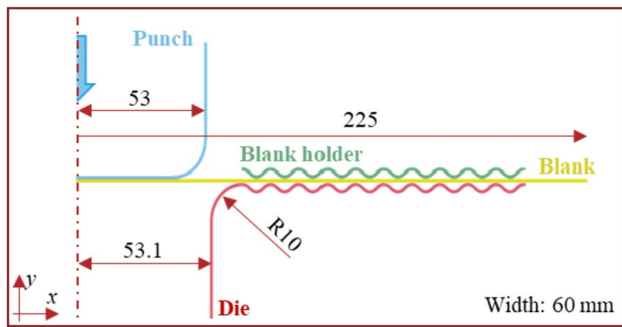 Punch
53
225
Blank holder
Blank
53.1
R10
y
x
Die
Width: 60 mm